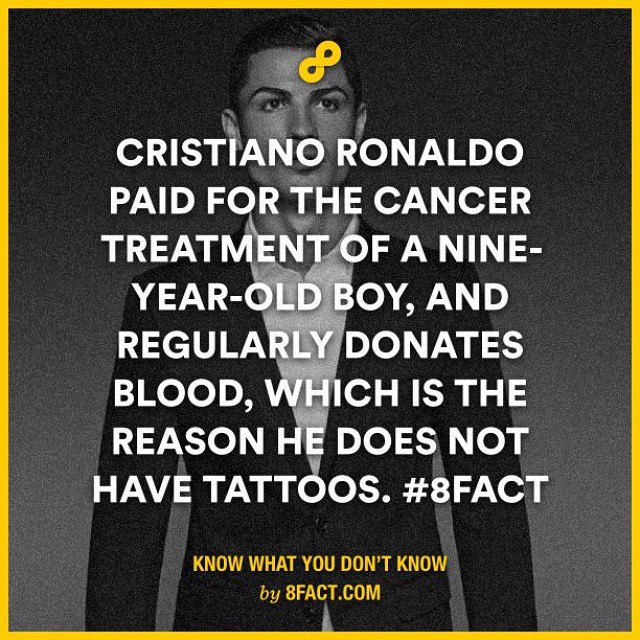 CRISTIANO RONALDO
PAID FOR THE CANCER
TREATMENT OF A NINE-
YEAR-OLD BOY, AND
REGULARLY DONATES
BLOOD, WHICH IS THE
REASON HE DOES NOT
HAVE TATTOOS. #8FACT
KNOW WHAT YOU DON'T KNOW
by 8FACT.COM